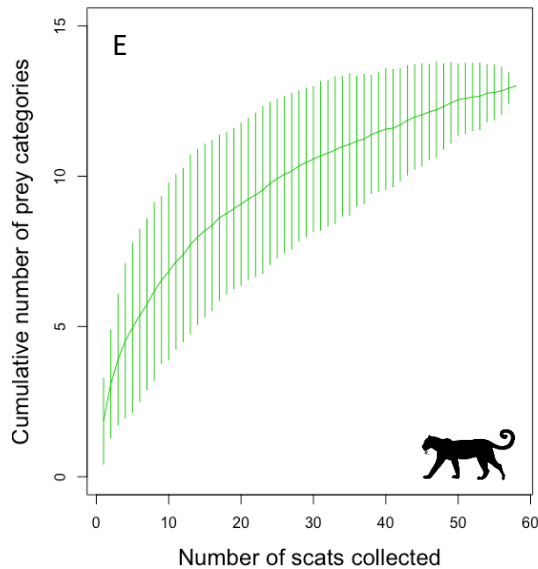 E
15
10
5
0
Cumulative number of prey categories
0 10 20 30 40 50 60
Number of scats collected